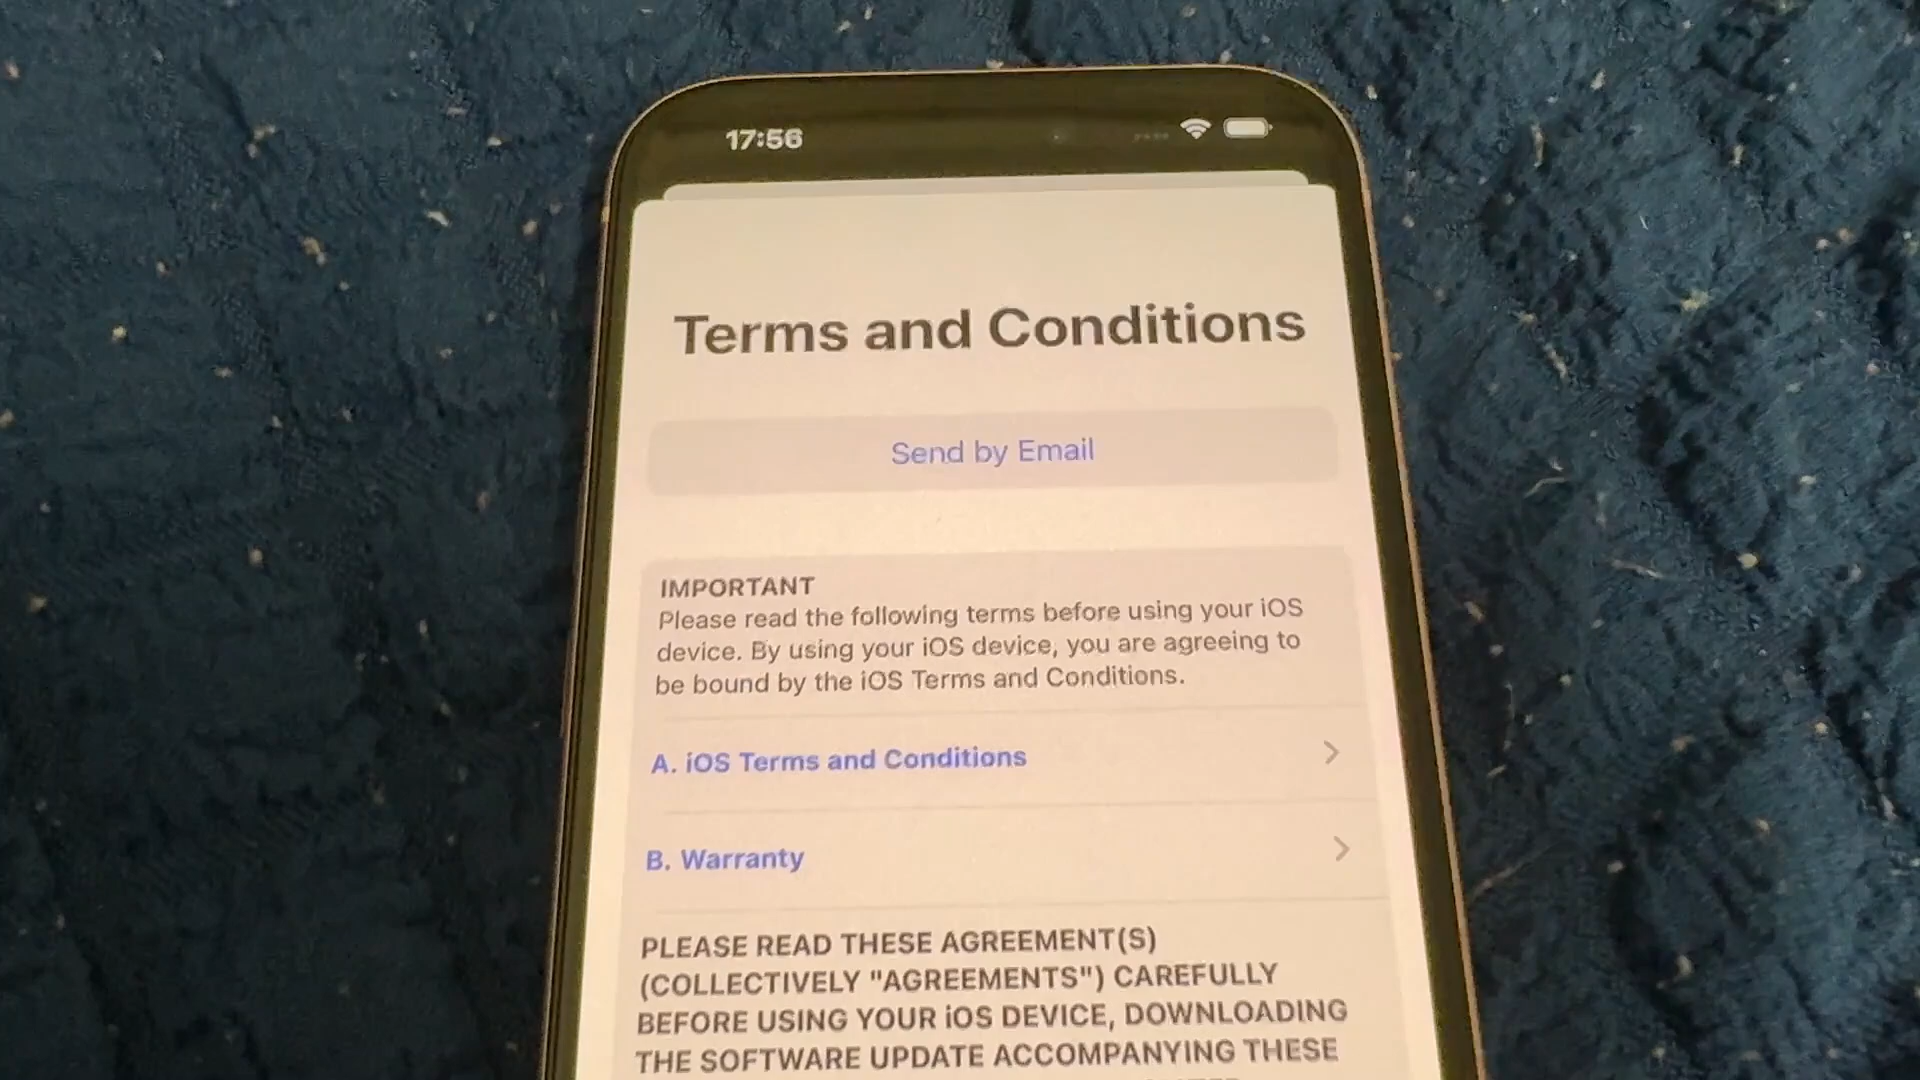 17:56
Terms and Conditions
Send by Email
IMPORTANT
Please read the following terms before using your iOS
device. By using your iOS device, you are agreeing to
be bound by the iOS Terms and Conditions.
A. iOS Terms and Conditions
B. Warranty
PLEASE READ THESE AGREEMENT(S)
(COLLECTIVELY "AGREEMENTS") CAREFULLY
BEFORE USING YOUR iOS DEVICE, DOWNLOADING
THE SOFTWARE UPDATE ACCOMPANYING THESE